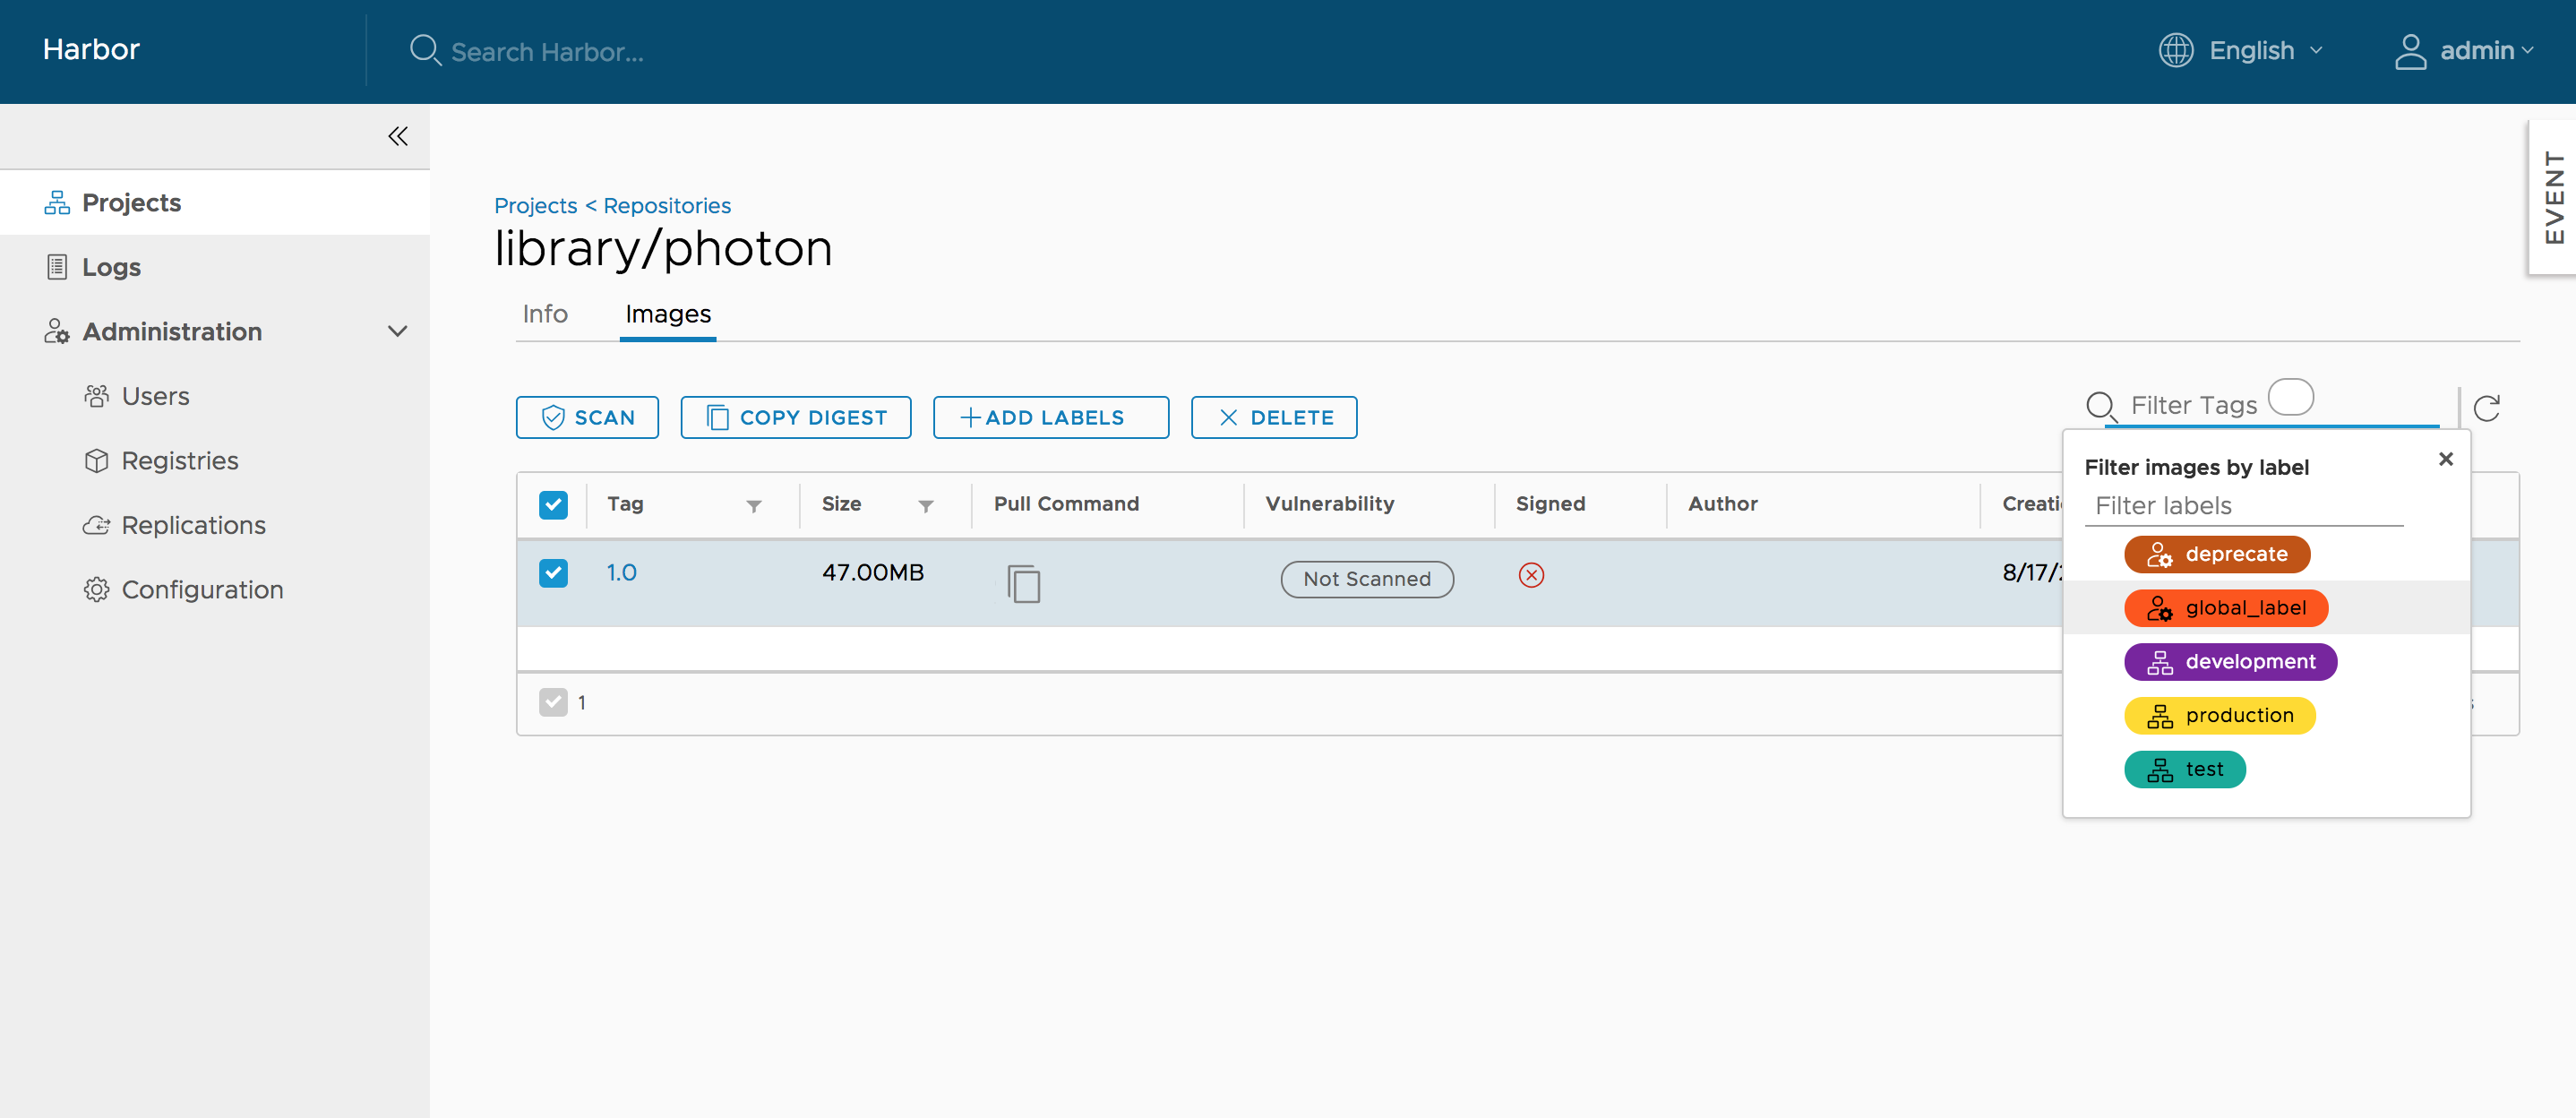 Harbor
Search Harbor...
English
admin
EVENT
Projects
Logs
Administration
Users
Registries
Replications
Configuration
Projects < Repositories
library/photon
Info Images
SCAN COPY DIGEST +ADD LABELS DELETE
Filter Tags
Tag Size Pull Command Vulnerability Signed Author Creati
1.0 47.00MB Not Scanned 8/17/
1
Filter images by label
Filter labels
deprecate
global_label
development
production
test